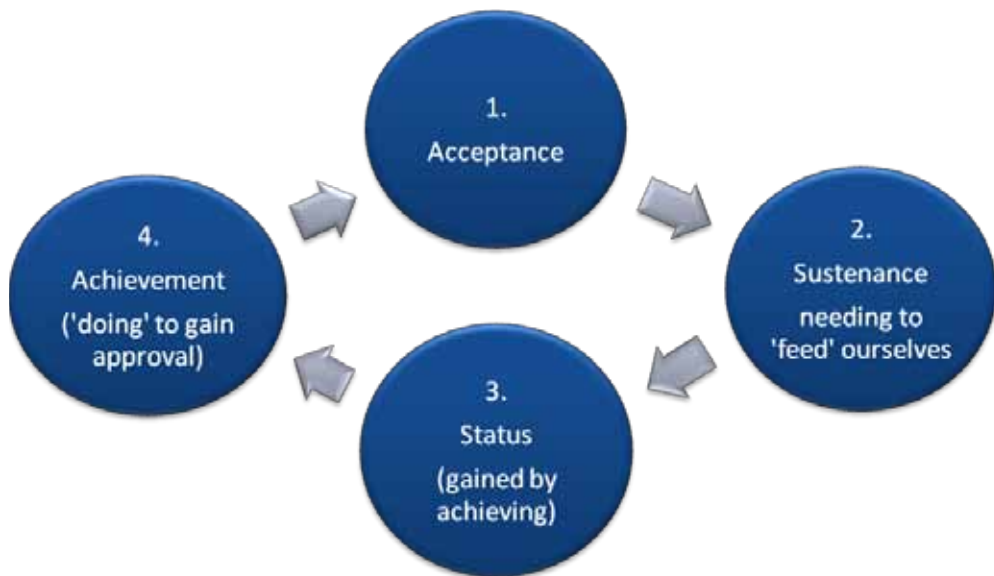 1.
Acceptance
2.
Sustenance
needing to
'feed' ourselves
3.
Status
(gained by
achieving)
4.
Achievement
('doing' to gain
approval)